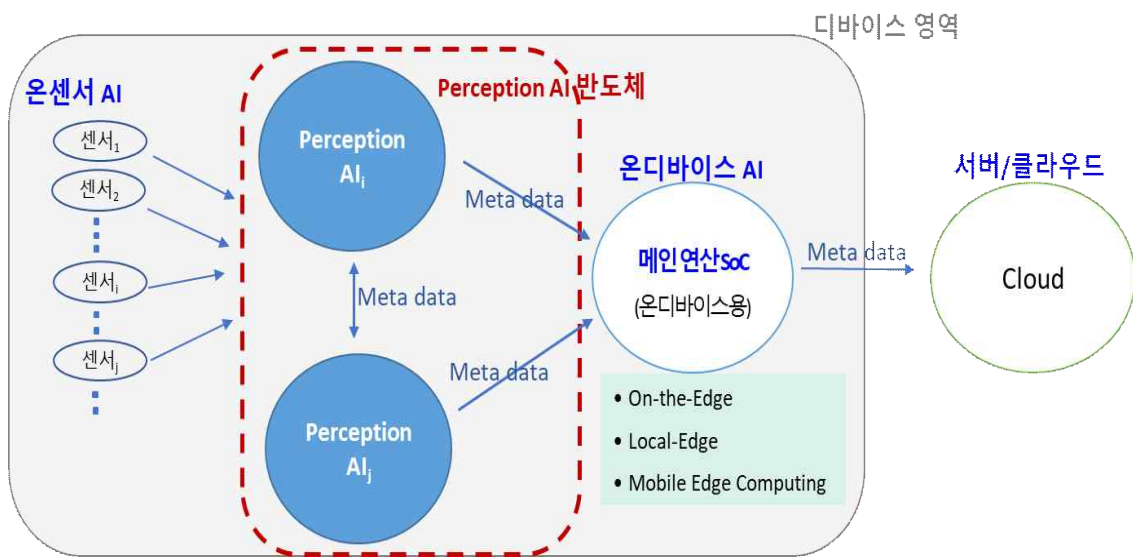 디바이스 영역
온센서 AI
Perception AI 반도체
센서1
센서2
센서i
센서j
Perception
AIi
Meta data
Meta data
Perception
AIj
Meta data
온디바이스 AI
메인연산SoC
(온디바이스용)
• On-the-Edge
• Local-Edge
• Mobile Edge Computing
Meta data
서버/클라우드
Cloud